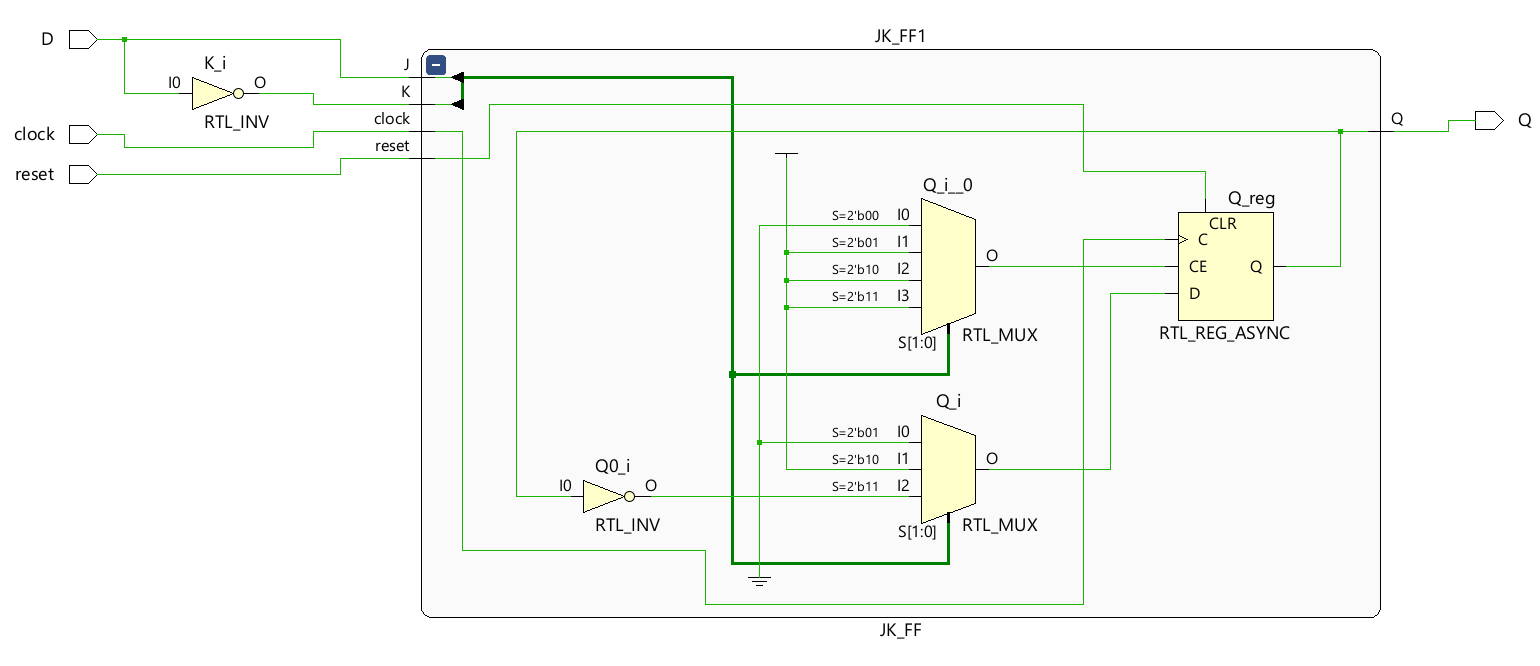 JK_FF1
D
K_i
I0
O
RTL_INV
clock
reset
J
K
clock
reset
Q
Q
Q_i__0
S=2'b00
I0
S=2'b01
I1
S=2'b10
I2
S=2'b11
I3
O
S[1:0]
RTL_MUX
Q_reg
CLR
C
CE
Q
D
RTL_REG_ASYNC
Q_i
S=2'b01
I0
S=2'b10
I1
S=2'b11
I2
O
S[1:0]
RTL_MUX
Q0_i
I0
O
RTL_INV
JK_FF